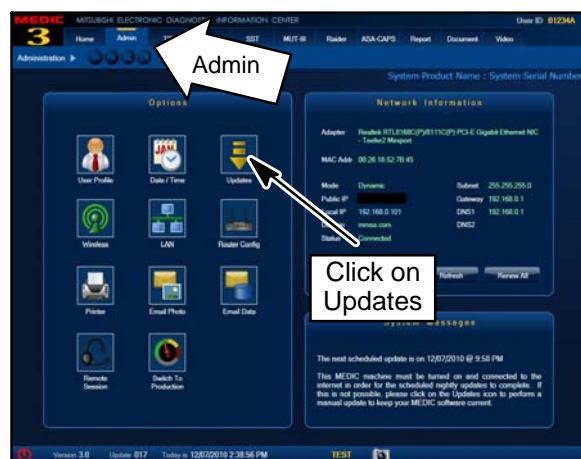 MEDIC 3 MITSUBISHI ELECTRONIC DIAGNOSTIC INFORMATION CENTER User ID 01234A
Home Admin SST MUT-III Raider ASA-CAPS Report Document Video
Administration
Admin
System Product Name : System Serial Number
Options
User Profile Date / Time Updates
Wireless LAN Router Config
Printer Email Photo Email Data
Remote Session Switch To Production
Click on
Updates
Network Information
Adapter Realtek RTL8168C(P)/8111C(P) PCI-E Gigabit Ethernet NIC
- Teefer2 Miniport
MAC Addr 00:26:18:52:7B:45
Mode Dynamic Subnet 255.255.255.0
Public IP Gateway 192.168.0.1
Local IP 192.168.0.101 DNS1 192.168.0.1
mmsa.com DNS2
Status Connected
Refresh Renew All
System Messages
The next scheduled update is on 12/07/2010 @ 9:58 PM
This MEDIC machine must be turned on and connected to the
internet in order for the scheduled nightly updates to complete. If
this is not possible, please click on the Updates icon to perform a
manual update to keep your MEDIC software current.
Version 3.0 Update 017 Today is 12/07/2010 2:38:56 PM TEST